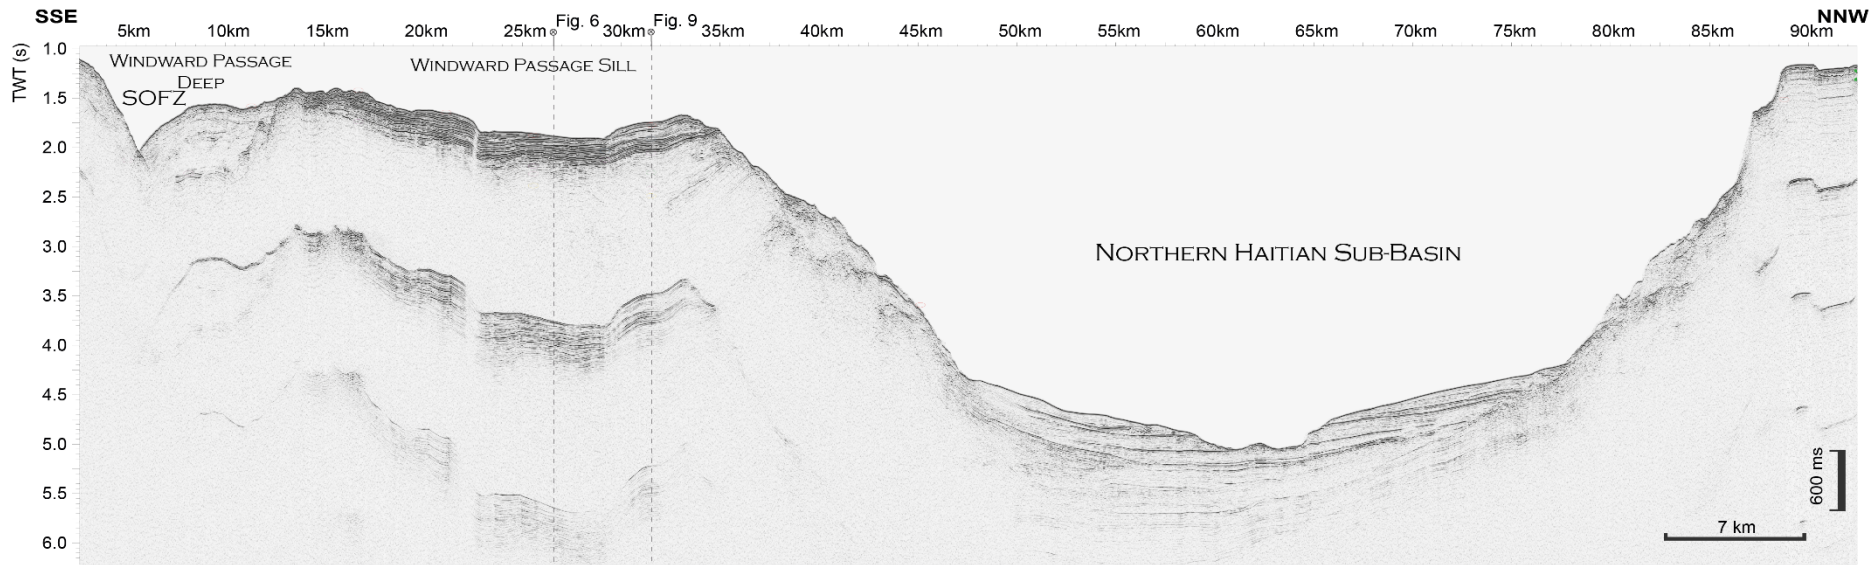 SSE
NNW
Fig. 6
Fig. 9
5km 10km 15km 20km 25km 30km 35km 40km 45km 50km 55km 60km 65km 70km 75km 80km 85km 90km
TWT (s)
1.0
1.5
2.0
2.5
3.0
3.5
4.0
4.5
5.0
5.5
6.0
WINDWARD PASSAGE
DEEP
SOFZ
WINDWARD PASSAGE SILL
NORTHERN HAITIAN SUB-BASIN
600 ms
7 km